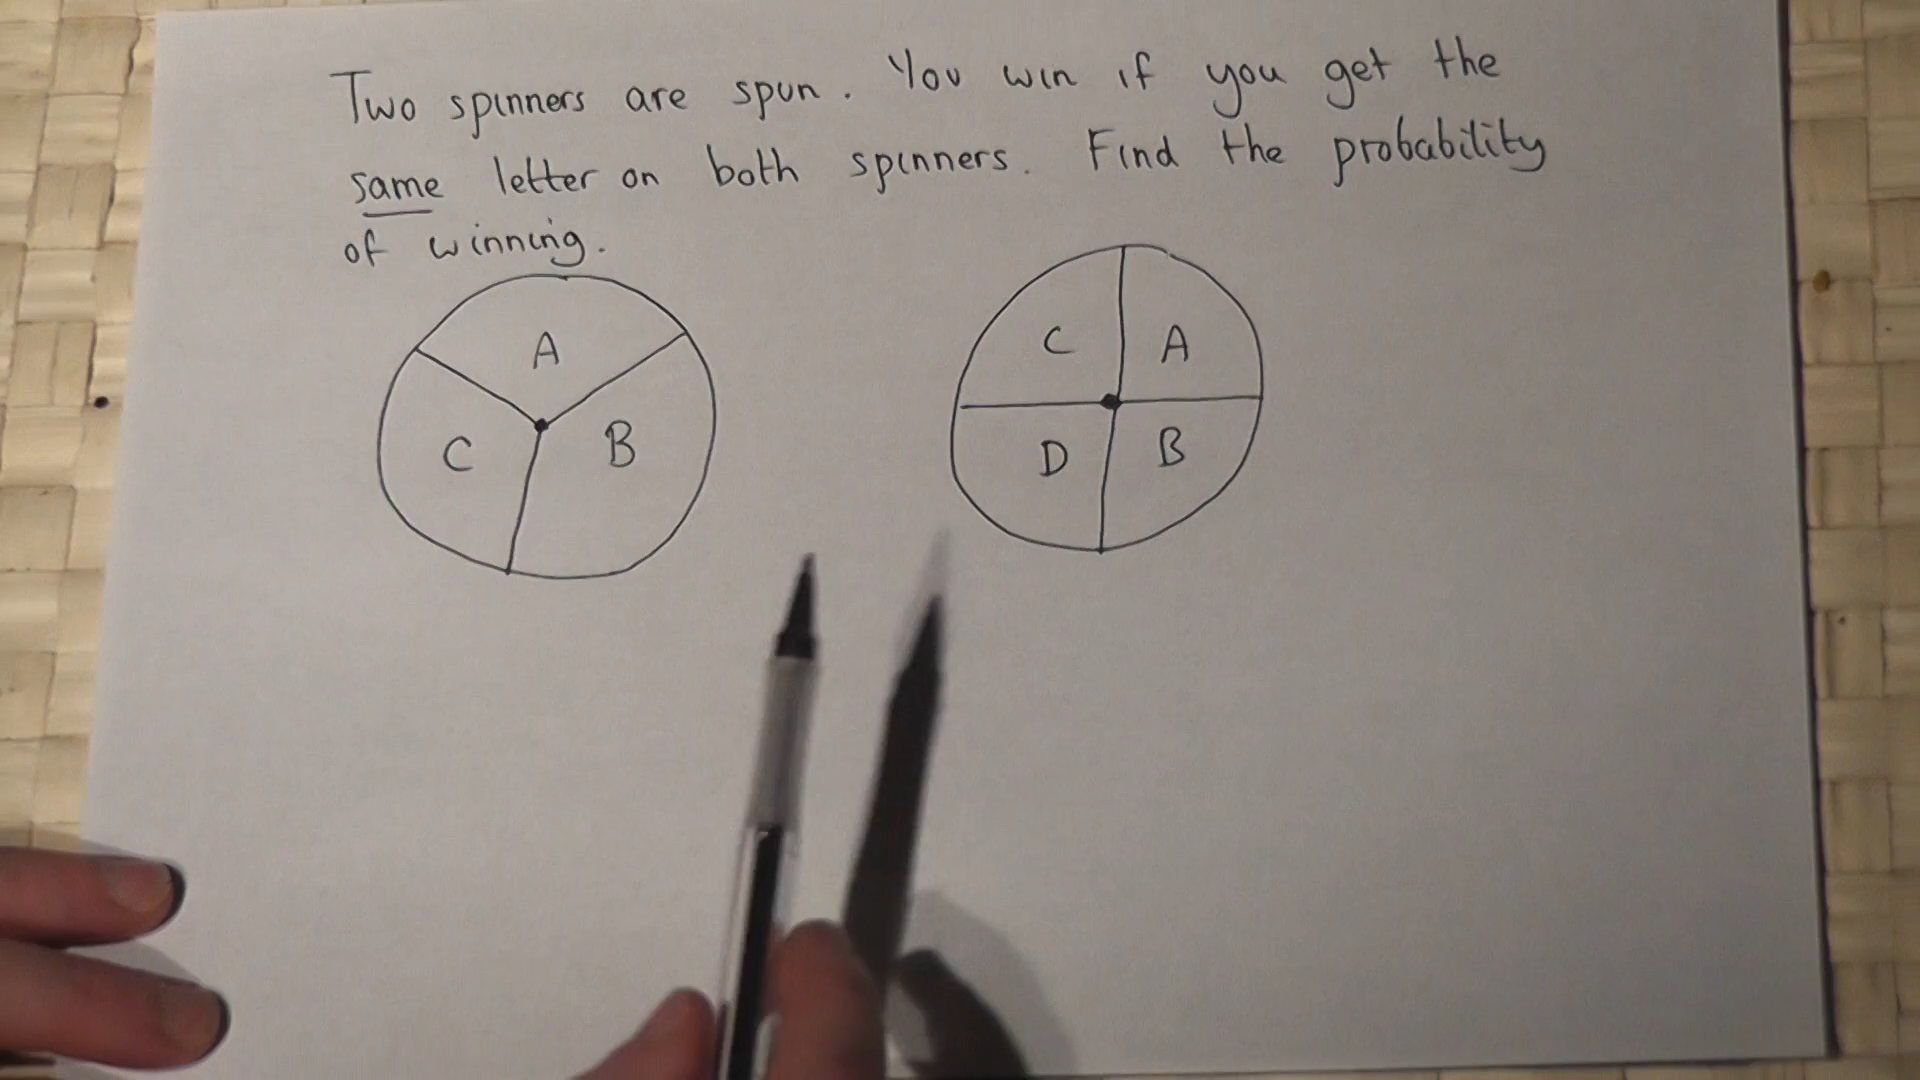 Two spinners are spun. You win if you get the
same letter on both spinners. Find the probability
of winning.
A
C
B
C
A
D
B